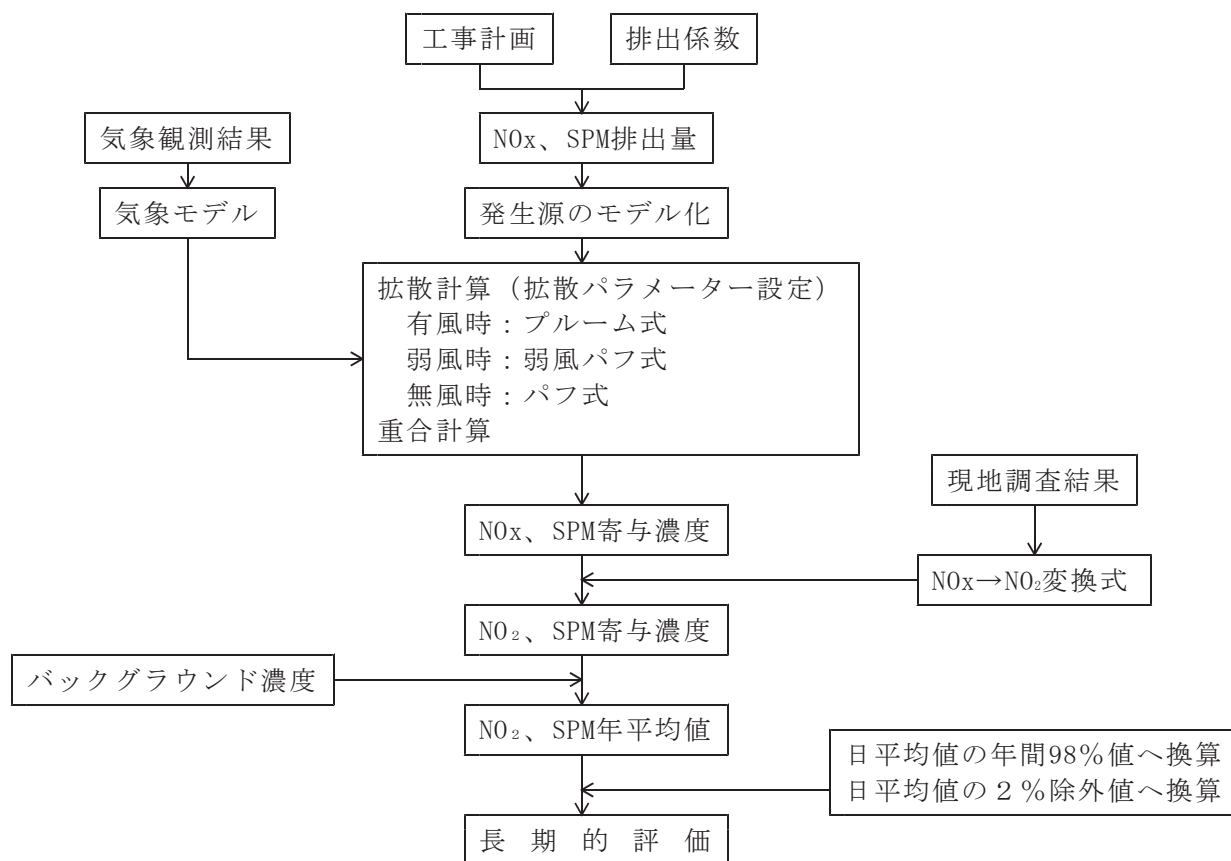 工事計画
排出係数
気象観測結果
NOx、SPM排出量
気象モデル
発生源のモデル化
拡散計算（拡散パラメーター設定）
有風時：プルーム式
弱風時：弱風パフ式
無風時：パフ式
重合計算
現地調査結果
NOx、SPM寄与濃度
NOx→NO₂変換式
NO₂、SPM寄与濃度
バックグラウンド濃度
NO₂、SPM年平均値
日平均値の年間98％値へ換算
日平均値の２％除外値へ換算
長期的評価